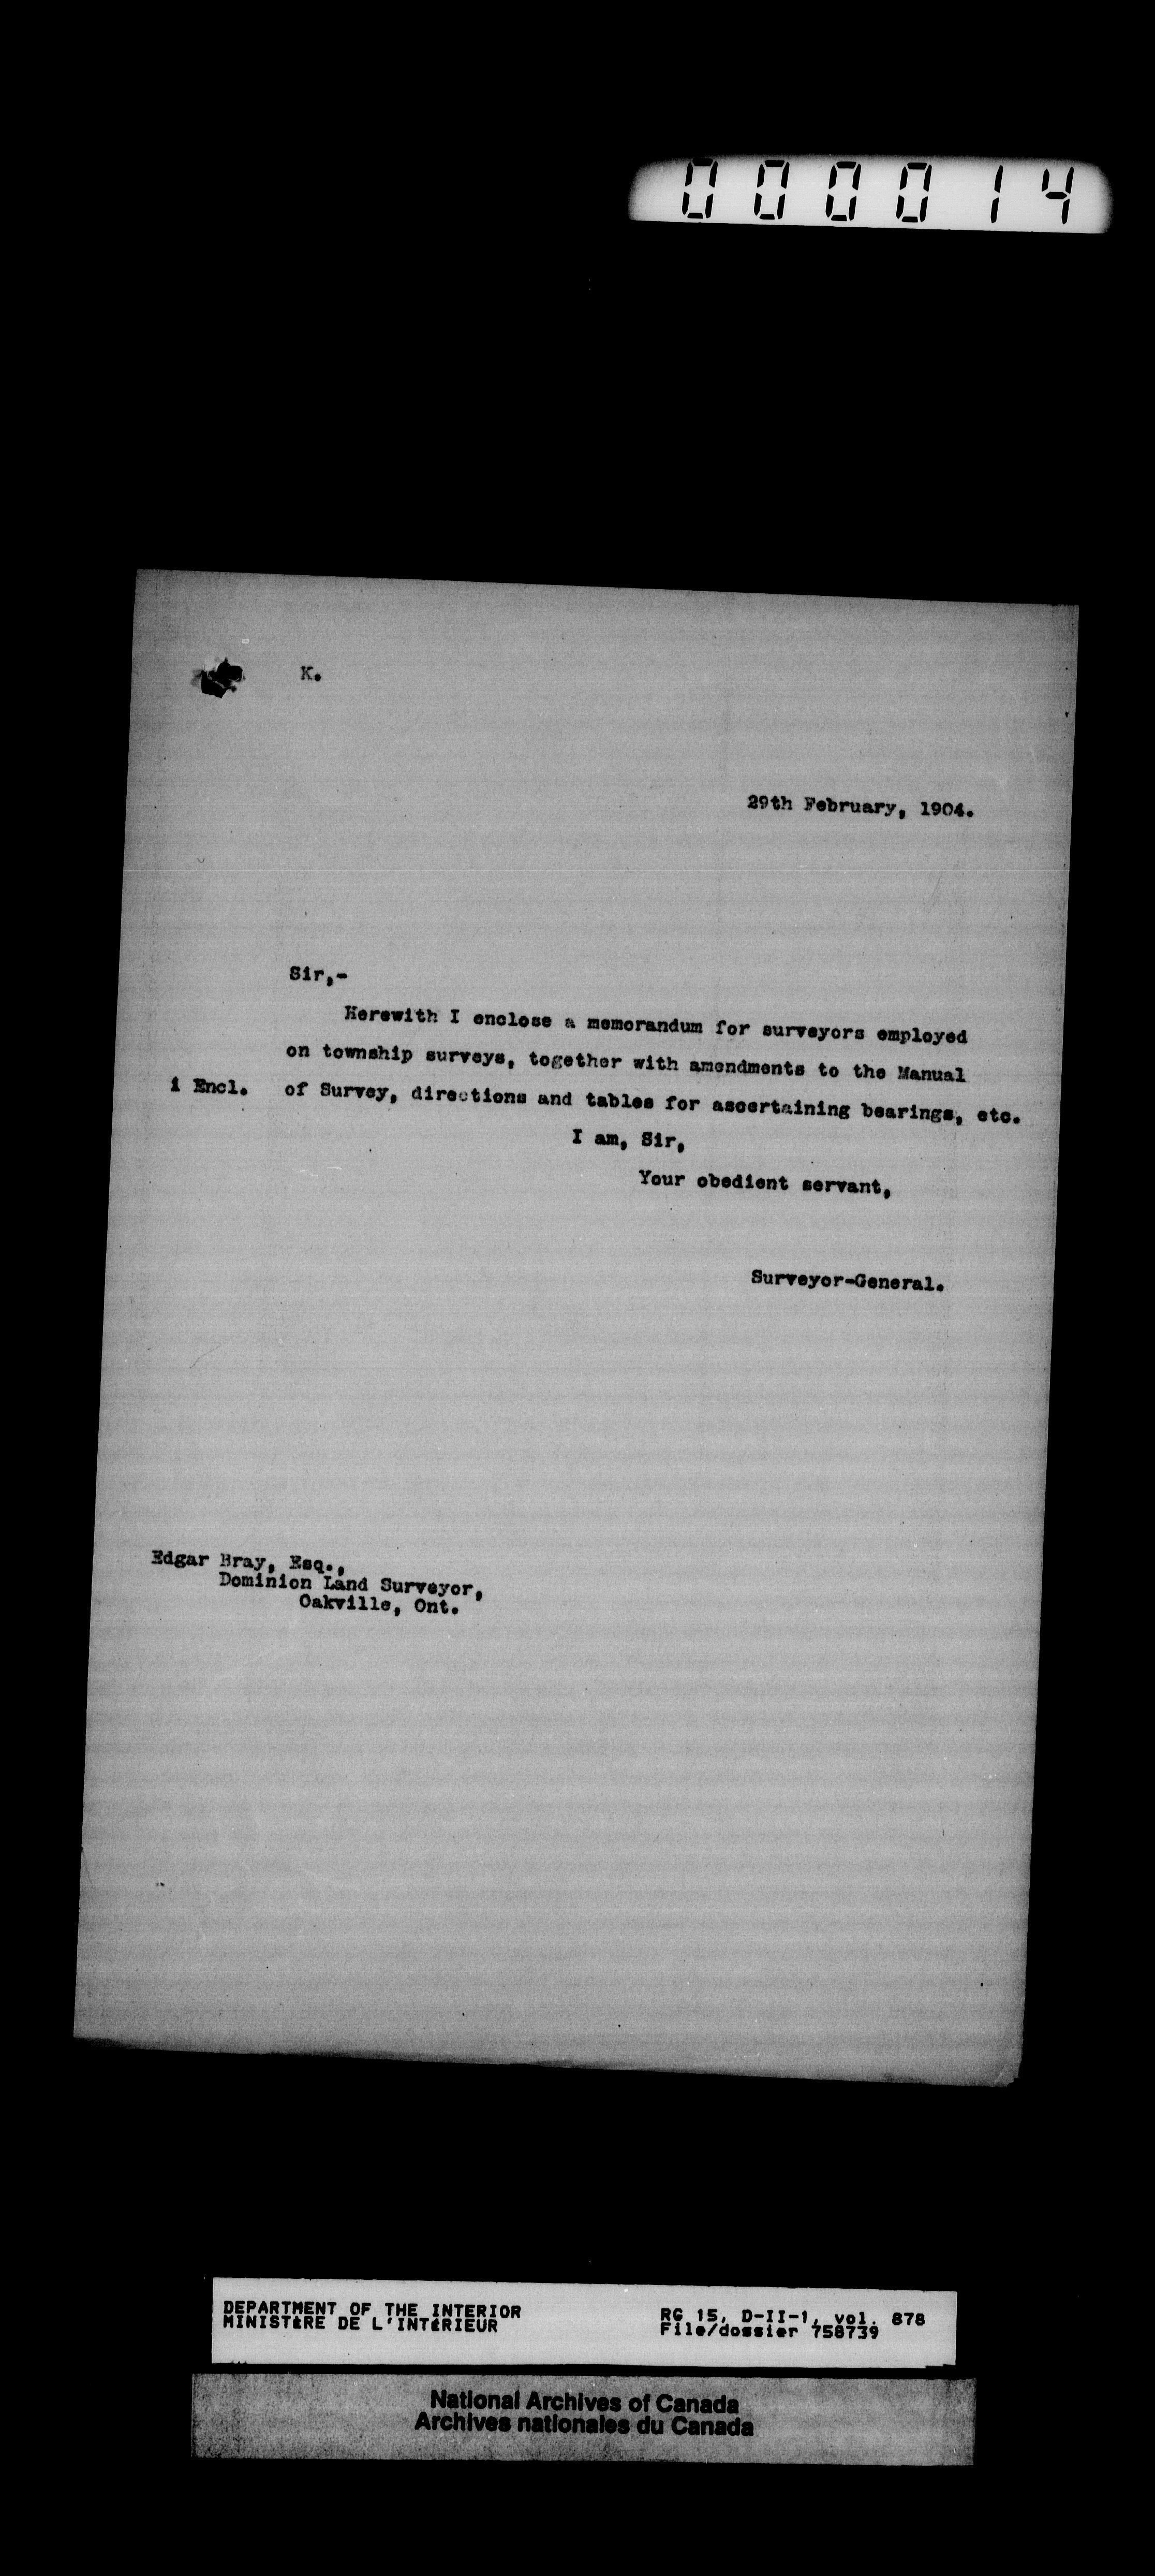 000014
K.
29th February, 1904.
Sir,-
Herewith I enclose a memorandum for surveyors employed
on township surveys, together with amendments to the Manual
1 Encl. of Survey, directions and tables for ascertaining bearings, etc.
I am, Sir,
Your obedient servant,
Surveyor-General.
Edgar Bray, Esq.,
Dominion Land Surveyor,
Oakville, Ont.
DEPARTMENT OF THE INTERIOR
MINISTÈRE DE L'INTÉRIEUR
RG 15, D-II-1, vol. 878
File/dossier 758739
National Archives of Canada
Archives nationales du Canada